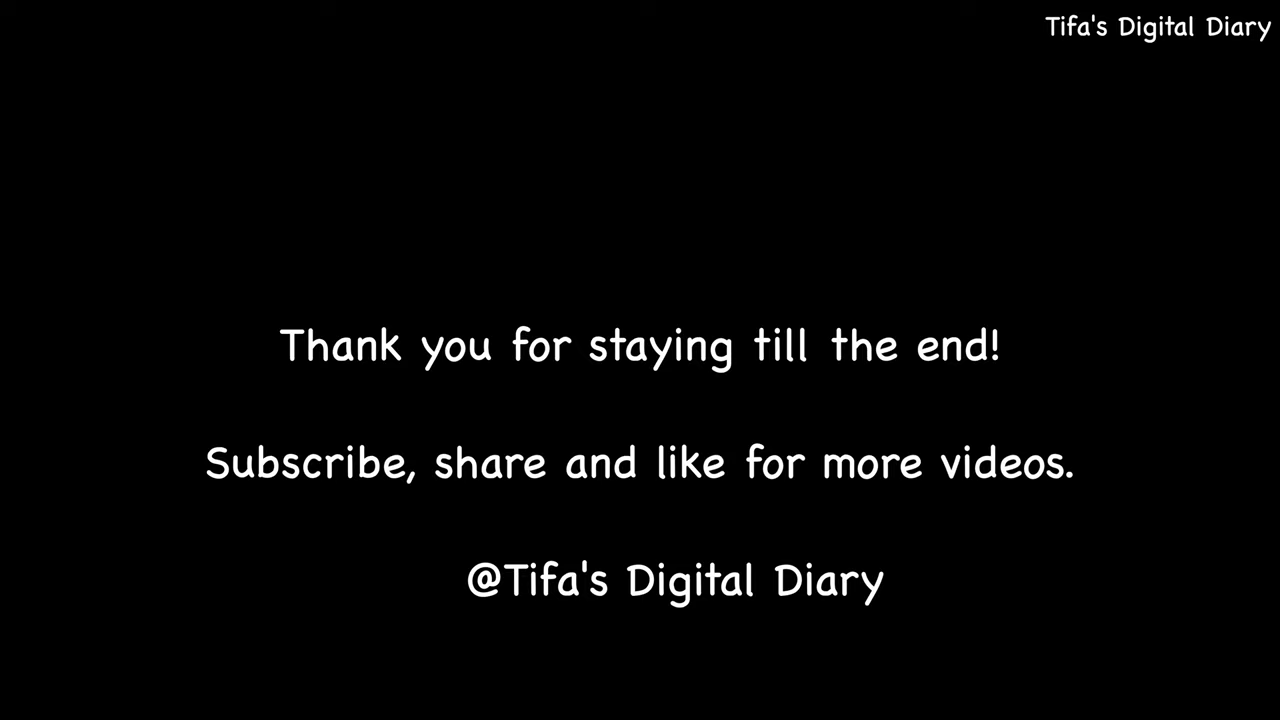 Tifa's Digital Diary
Thank you for staying till the end!
Subscribe, share and like for more videos.
@Tifa's Digital Diary